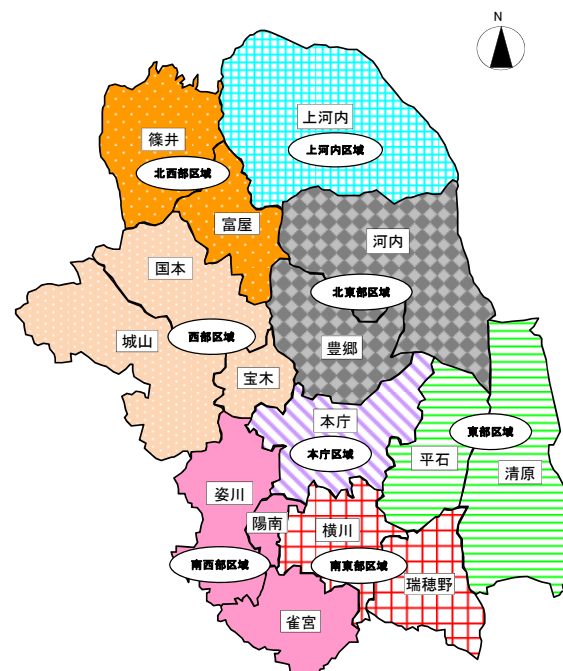 N
上河内
上河内区域
篠井
北西部区域
富屋
河内
国本
北東部区域
城山
西部区域
豊郷
宝木
本庁
東部区域
本庁区域
平石
清原
姿川
陽南
横川
南西部区域
南東部区域
瑞穂野
雀宮